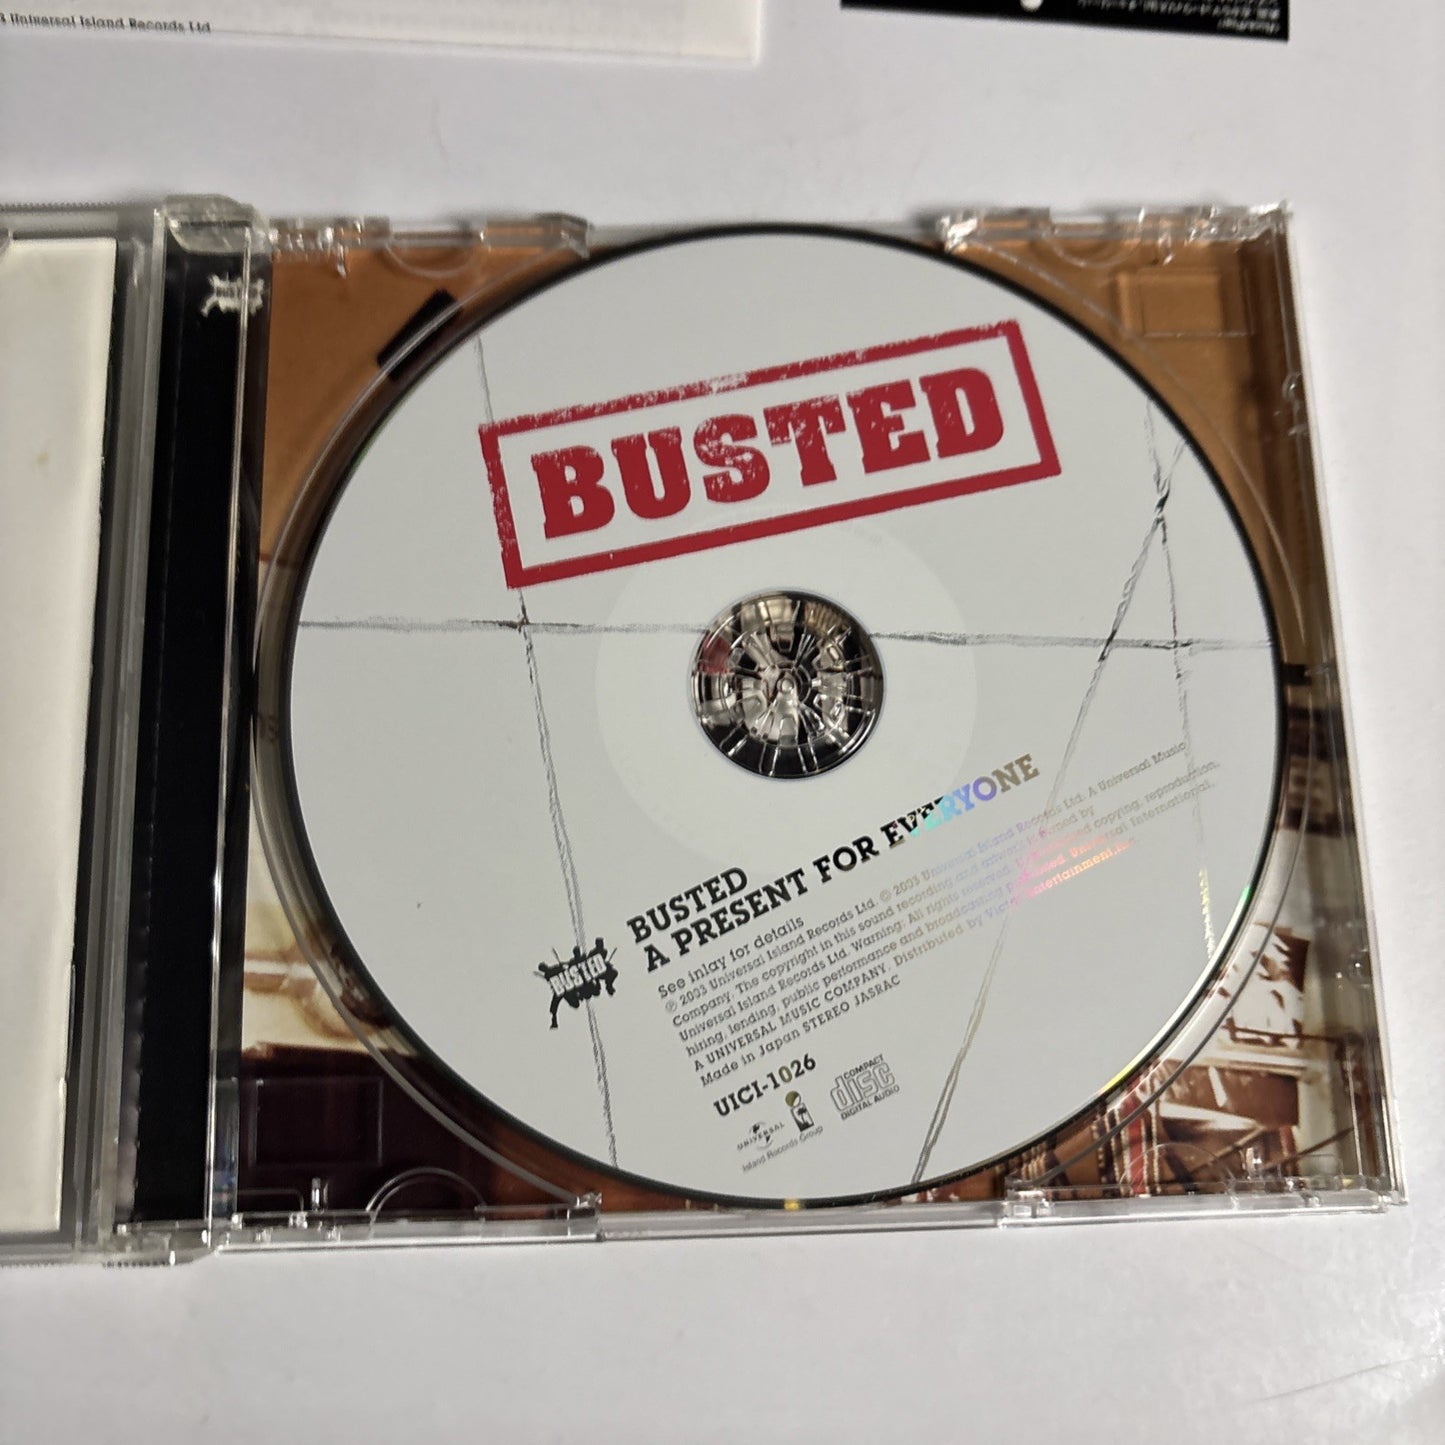 Universal Island Records Ltd
BUSTED
BUSTED
A PRESENT FOR EVERYONE
See inlay for details
℗ 2003 Universal Island Records Ltd. © 2003 Universal Island Records Ltd. A Universal Music
Company. The copyright in this sound recording and artwork is owned by
Universal Island Records Ltd. Warning: All rights reserved. Unauthorised copying, reproduction,
hiring, lending, public performance and broadcasting prohibited Universal International,
A UNIVERSAL MUSIC COMPANY. Distributed by Victor Entertainment, Inc.
Made in Japan STEREO JASRAC
BUSTED
UICI-1026
UNIVERSAL
Island Records Group
COMPACT
disc
DIGITAL AUDIO